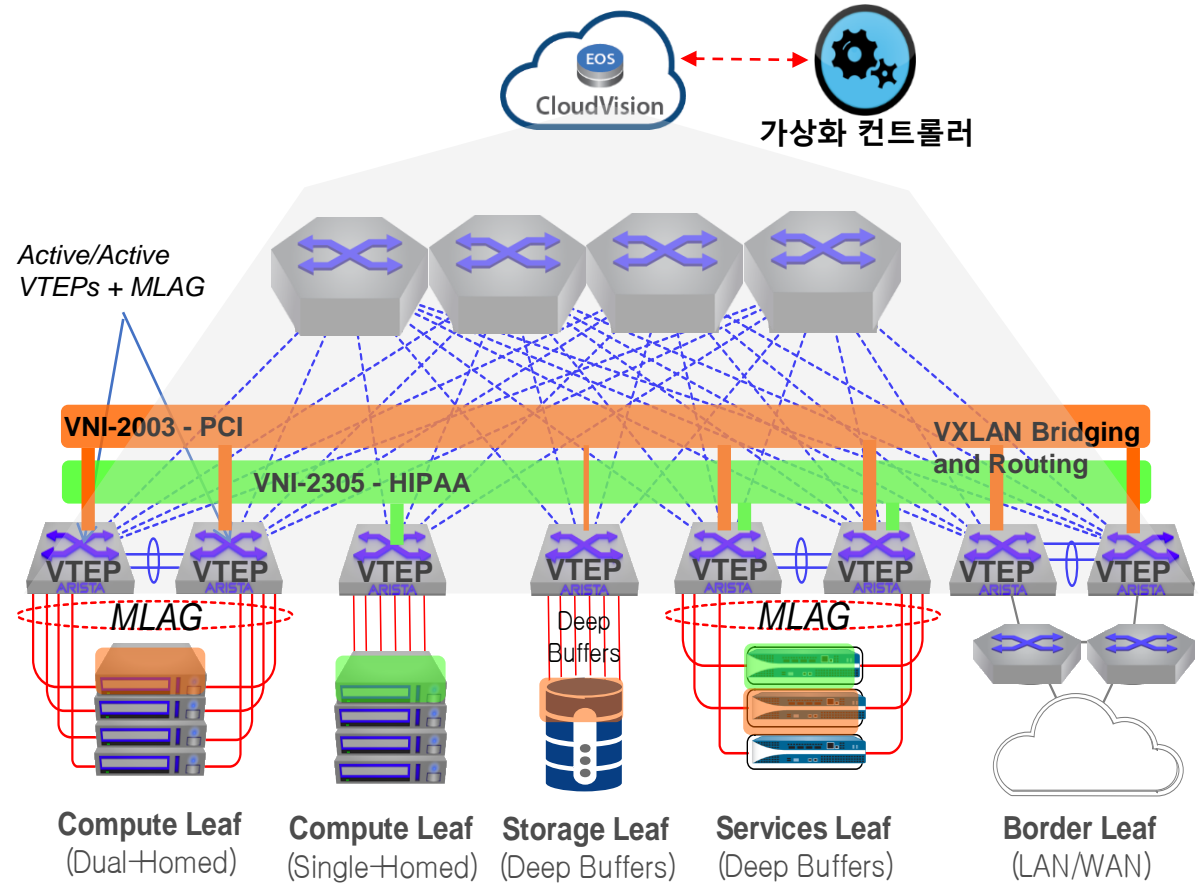 EOS
CloudVision
가상화 컨트롤러
Active/Active
VTEPs + MLAG
VNI-2003 - PCI
VXLAN Bridging
and Routing
VNI-2305 - HIPAA
VTEP
ARISTA
VTEP
ARISTA
VTEP
ARISTA
VTEP
ARISTA
VTEP
ARISTA
VTEP
ARISTA
VTEP
ARISTA
VTEP
ARISTA
MLAG
Deep
Buffers
MLAG
Compute Leaf
(Dual-Homed)
Compute Leaf
(Single-Homed)
Storage Leaf
(Deep Buffers)
Services Leaf
(Deep Buffers)
Border Leaf
(LAN/WAN)